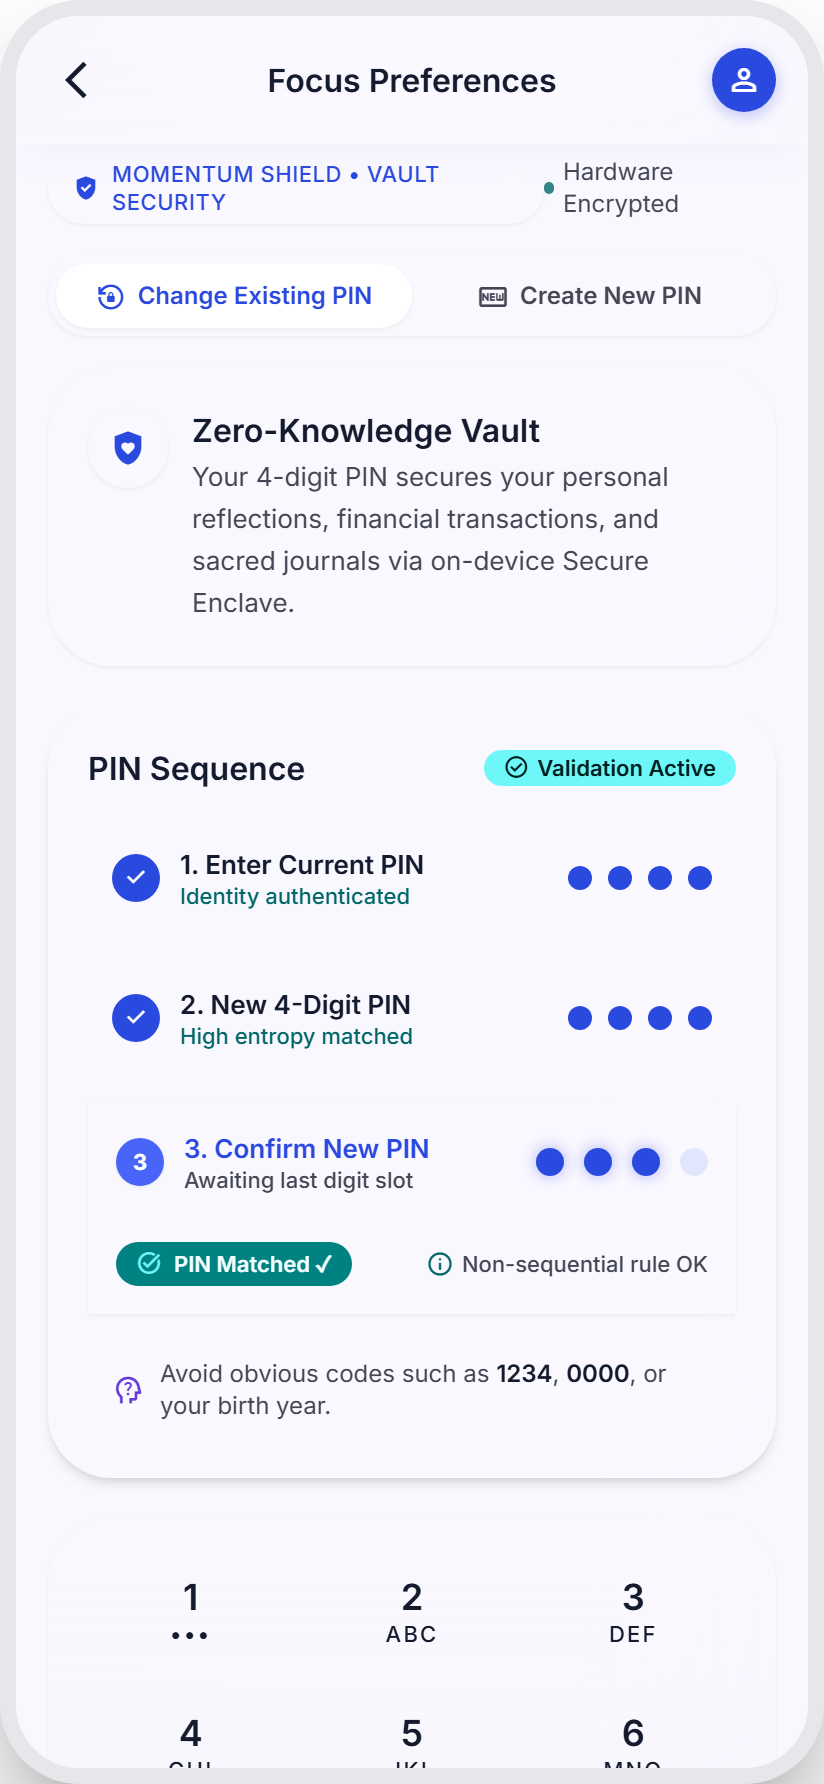 Focus Preferences
MOMENTUM SHIELD • VAULT
SECURITY
Hardware
Encrypted
Change Existing PIN
NEW
Create New PIN
Zero-Knowledge Vault
Your 4-digit PIN secures your personal
reflections, financial transactions, and
sacred journals via on-device Secure
Enclave.
PIN Sequence
Validation Active
1. Enter Current PIN
Identity authenticated
2. New 4-Digit PIN
High entropy matched
3
3. Confirm New PIN
Awaiting last digit slot
PIN Matched ✓
Non-sequential rule OK
Avoid obvious codes such as 1234, 0000, or
your birth year.
1 2 3
••• ABC DEF
4 5 6